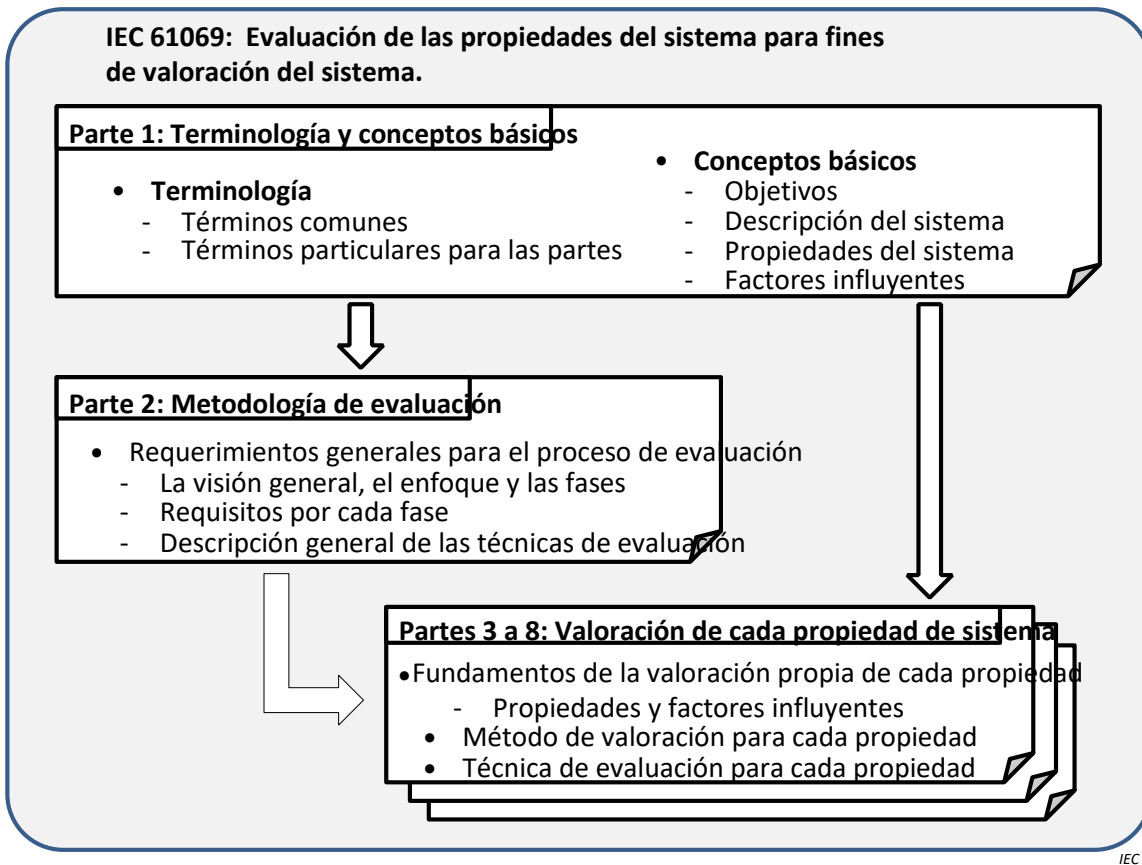 IEC 61069:  Evaluación de las propiedades del sistema para fines
de valoración del sistema.
Parte 1: Terminología y conceptos básicos
• Terminología
- Términos comunes
- Términos particulares para las partes
• Conceptos básicos
- Objetivos
- Descripción del sistema
- Propiedades del sistema
- Factores influyentes
Parte 2: Metodología de evaluación
• Requerimientos generales para el proceso de evaluación
- La visión general, el enfoque y las fases
- Requisitos por cada fase
- Descripción general de las técnicas de evaluación
Partes 3 a 8: Valoración de cada propiedad de sistema
•Fundamentos de la valoración propia de cada propiedad
- Propiedades y factores influyentes
• Método de valoración para cada propiedad
• Técnica de evaluación para cada propiedad
IEC